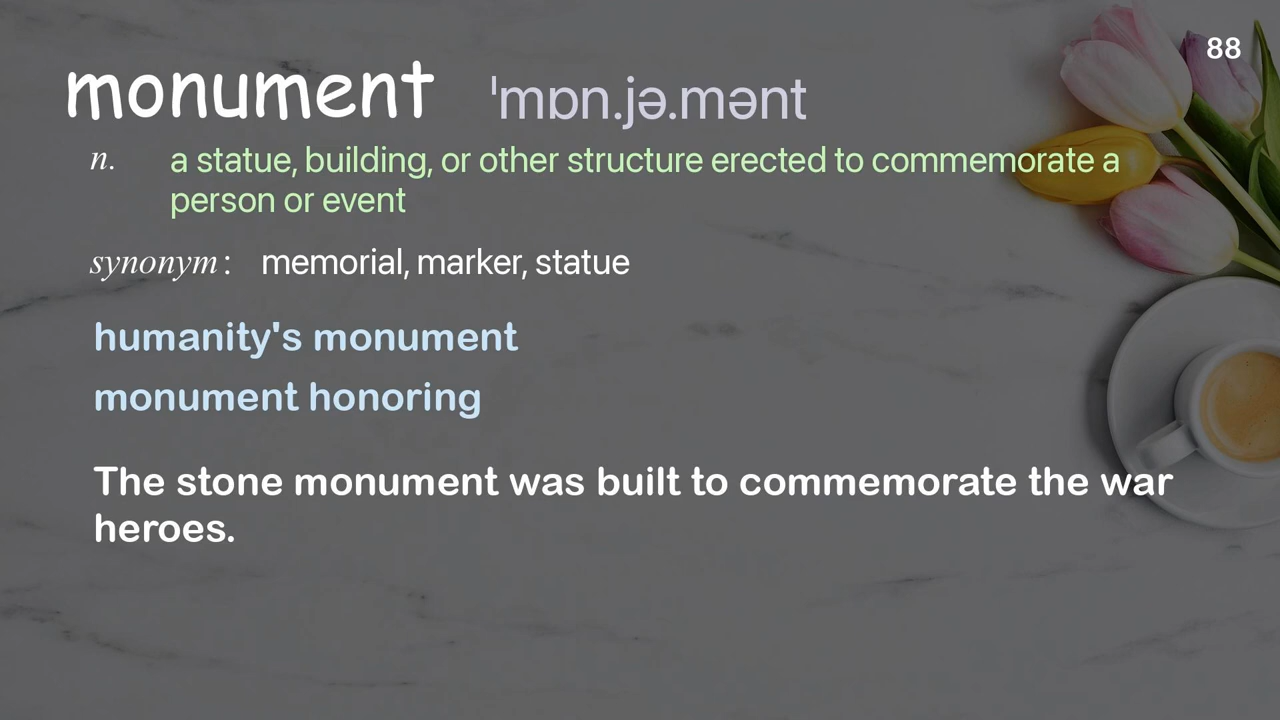 88
monument ˈmɒn.jə.mənt
n. a statue, building, or other structure erected to commemorate a
person or event
synonym : memorial, marker, statue
humanity's monument
monument honoring
The stone monument was built to commemorate the war
heroes.